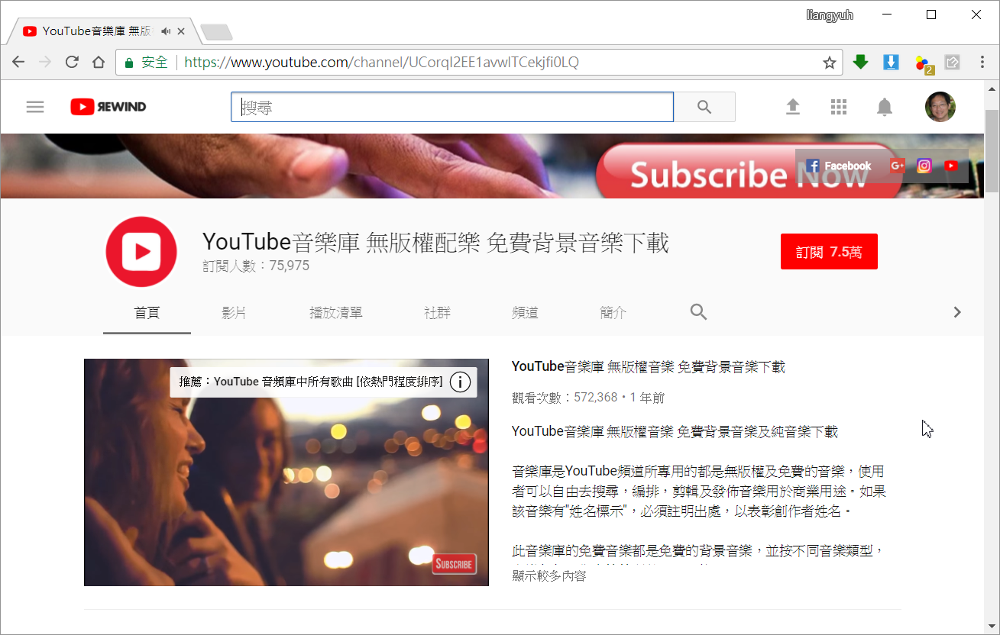 liangyuh
YouTube音樂庫 無版
安全 https://www.youtube.com/channel/UCorqI2EE1avwlTCekjfi0LQ
2
REWIND
搜尋
Subscribe Now
Facebook
G+
YouTube音樂庫 無版權配樂 免費背景音樂下載
訂閱人數：75,975
訂閱 7.5萬
首頁 影片 播放清單 社群 頻道 簡介
推薦：YouTube 音頻庫中所有歌曲 [依熱門程度排序]
SUBSCRIBE
YouTube音樂庫 無版權音樂 免費背景音樂下載
觀看次數：572,368・1 年前
YouTube音樂庫 無版權音樂 免費背景音樂及純音樂下載
音樂庫是YouTube頻道所專用的都是無版權及免費的音樂，使用
者可以自由去搜尋，編排，剪輯及發佈音樂用於商業用途。如果
該音樂有"姓名標示"，必須註明出處，以表彰創作者姓名。
此音樂庫的免費音樂都是免費的背景音樂，並按不同音樂類型，
顯示較多內容